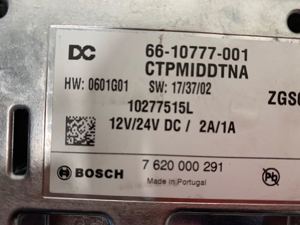 DC 66-10777-001
CTPMIDDTNA
HW: 0601G01 SW: 17/37/02
10277515L
ZGS0
12V/24V DC / 2A/1A
BOSCH 7 620 000 291
Made in Portugal
Pb